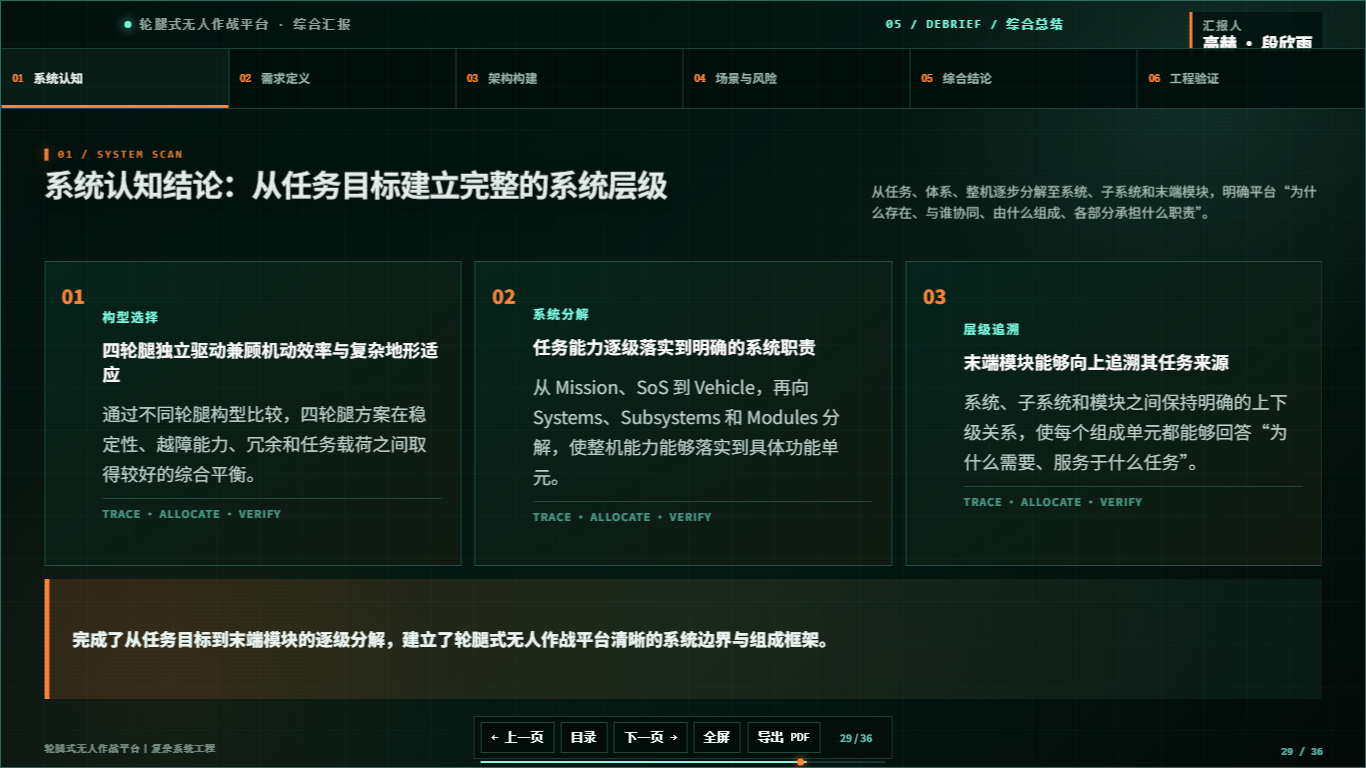 轮腿式无人作战平台 · 综合汇报
05 / DEBRIEF / 综合总结
汇报人
高赫 · 段欣雨
01 系统认知
02 需求定义
03 架构构建
04 场景与风险
05 综合结论
06 工程验证
01 / SYSTEM SCAN
系统认知结论：从任务目标建立完整的系统层级
从任务、体系、整机逐步分解至系统、子系统和末端模块，明确平台“为什
么存在、与谁协同、由什么组成、各部分承担什么职责”。
01
构型选择
四轮腿独立驱动兼顾机动效率与复杂地形适
应
通过不同轮腿构型比较，四轮腿方案在稳
定性、越障能力、冗余和任务载荷之间取
得较好的综合平衡。
TRACE • ALLOCATE • VERIFY
02
系统分解
任务能力逐级落实到明确的系统职责
从 Mission、SoS 到 Vehicle，再向
Systems、Subsystems 和 Modules 分
解，使整机能力能够落实到具体功能单
元。
TRACE • ALLOCATE • VERIFY
03
层级追溯
末端模块能够向上追溯其任务来源
系统、子系统和模块之间保持明确的上下
级关系，使每个组成单元都能够回答“为
什么需要、服务于什么任务”。
TRACE • ALLOCATE • VERIFY
完成了从任务目标到末端模块的逐级分解，建立了轮腿式无人作战平台清晰的系统边界与组成框架。
轮腿式无人作战平台 | 复杂系统工程
← 上一页
目录
下一页 →
全屏
导出 PDF
29/36
29 / 36